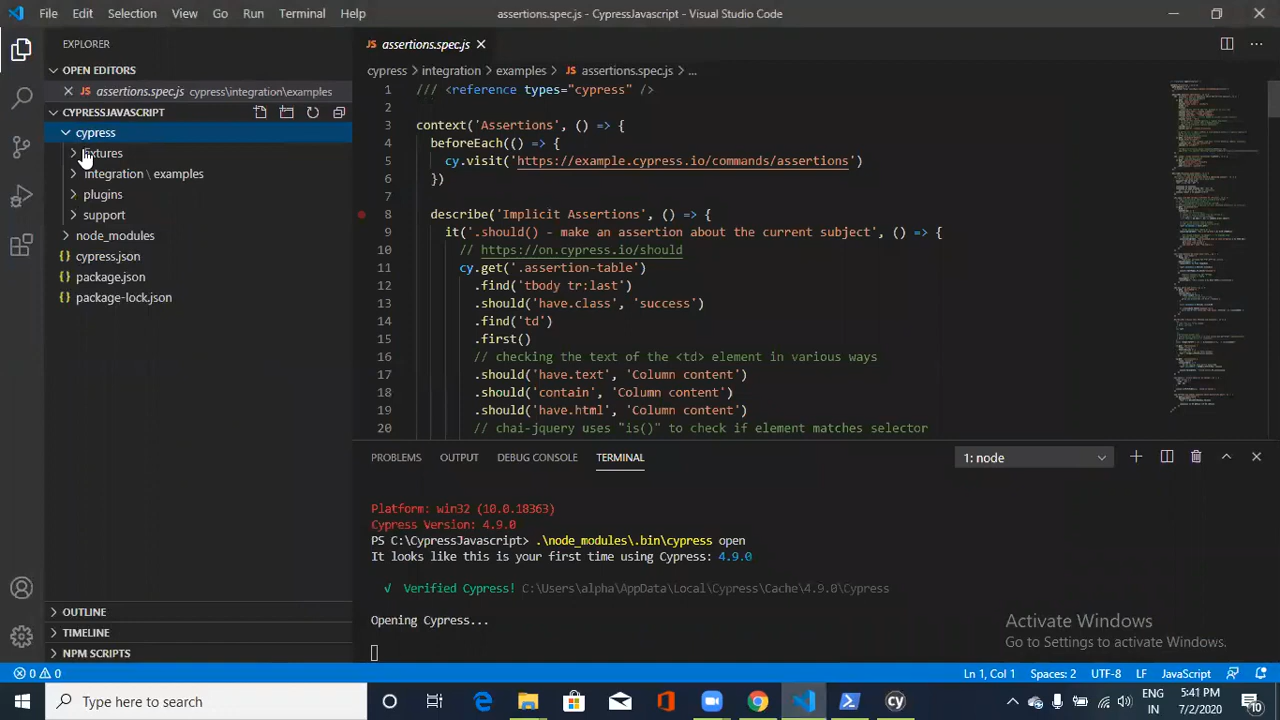 File Edit Selection View Go Run Terminal Help
assertions.spec.js - CypressJavascript - Visual Studio Code
EXPLORER
OPEN EDITORS
JS assertions.spec.js cypress\integration\examples
CYPRESSJAVASCRIPT
cypress
integration \ examples
plugins
support
package.json
package-lock.json
OUTLINE
TIMELINE
NPM SCRIPTS
JS assertions.spec.js
cypress > integration > examples > JS assertions.spec.js > ...
1 /// <reference types="cypress" />
2
3 context('Assertions', () => {
4 beforeEach(() => {
5 cy.visit('https://example.cypress.io/commands/assertions')
6 })
7
8 describe('Implicit Assertions', () => {
9 it('.should() - make an assertion about the current subject', () =>
10 // https://on.cypress.io/should
11 cy.get('.assertion-table')
12 .find('tbody tr:last')
13 .should('have.class', 'success')
14 .find('td')
15 .first()
16 // checking the text of the <td> element in various ways
17 .should('have.text', 'Column content')
18 .should('contain', 'Column content')
19 .should('have.html', 'Column content')
20 // chai-jquery uses "is()" to check if element matches selector
PROBLEMS OUTPUT DEBUG CONSOLE TERMINAL
1: node
Platform: win32 (10.0.18363)
Cypress Version: 4.9.0
PS C:\CypressJavascript> .\node_modules\.bin\cypress open
It looks like this is your first time using Cypress: 4.9.0
√ Verified Cypress! C:\Users\alpha\AppData\Local\Cypress\Cache\4.9.0\Cypress
Opening Cypress...
Activate Windows
Go to Settings to activate Windows.
0 0
Ln 1, Col 1 Spaces: 2 UTF-8 LF JavaScript
Type here to search
ENG
IN
5:41 PM
7/2/2020
10